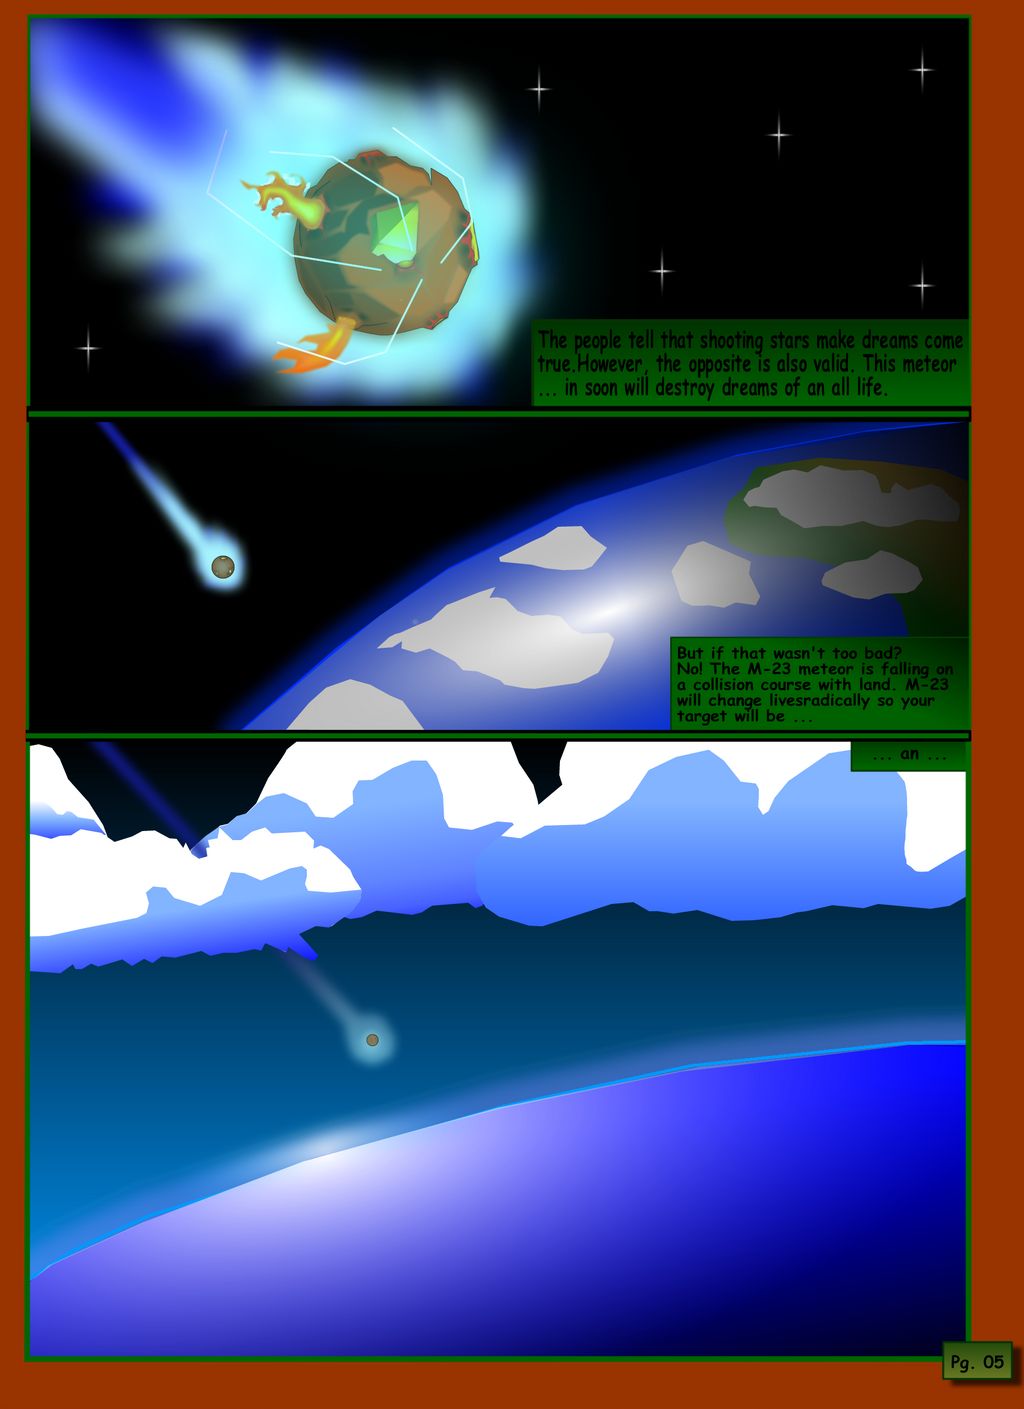 The people tell that shooting stars make dreams come
true.However, the opposite is also valid. This meteor
... in soon will destroy dreams of an all life.
But if that wasn't too bad?
No! The M-23 meteor is falling on
a collision course with land. M-23
will change livesradically so your
target will be ...
... an ...
Pg. 05